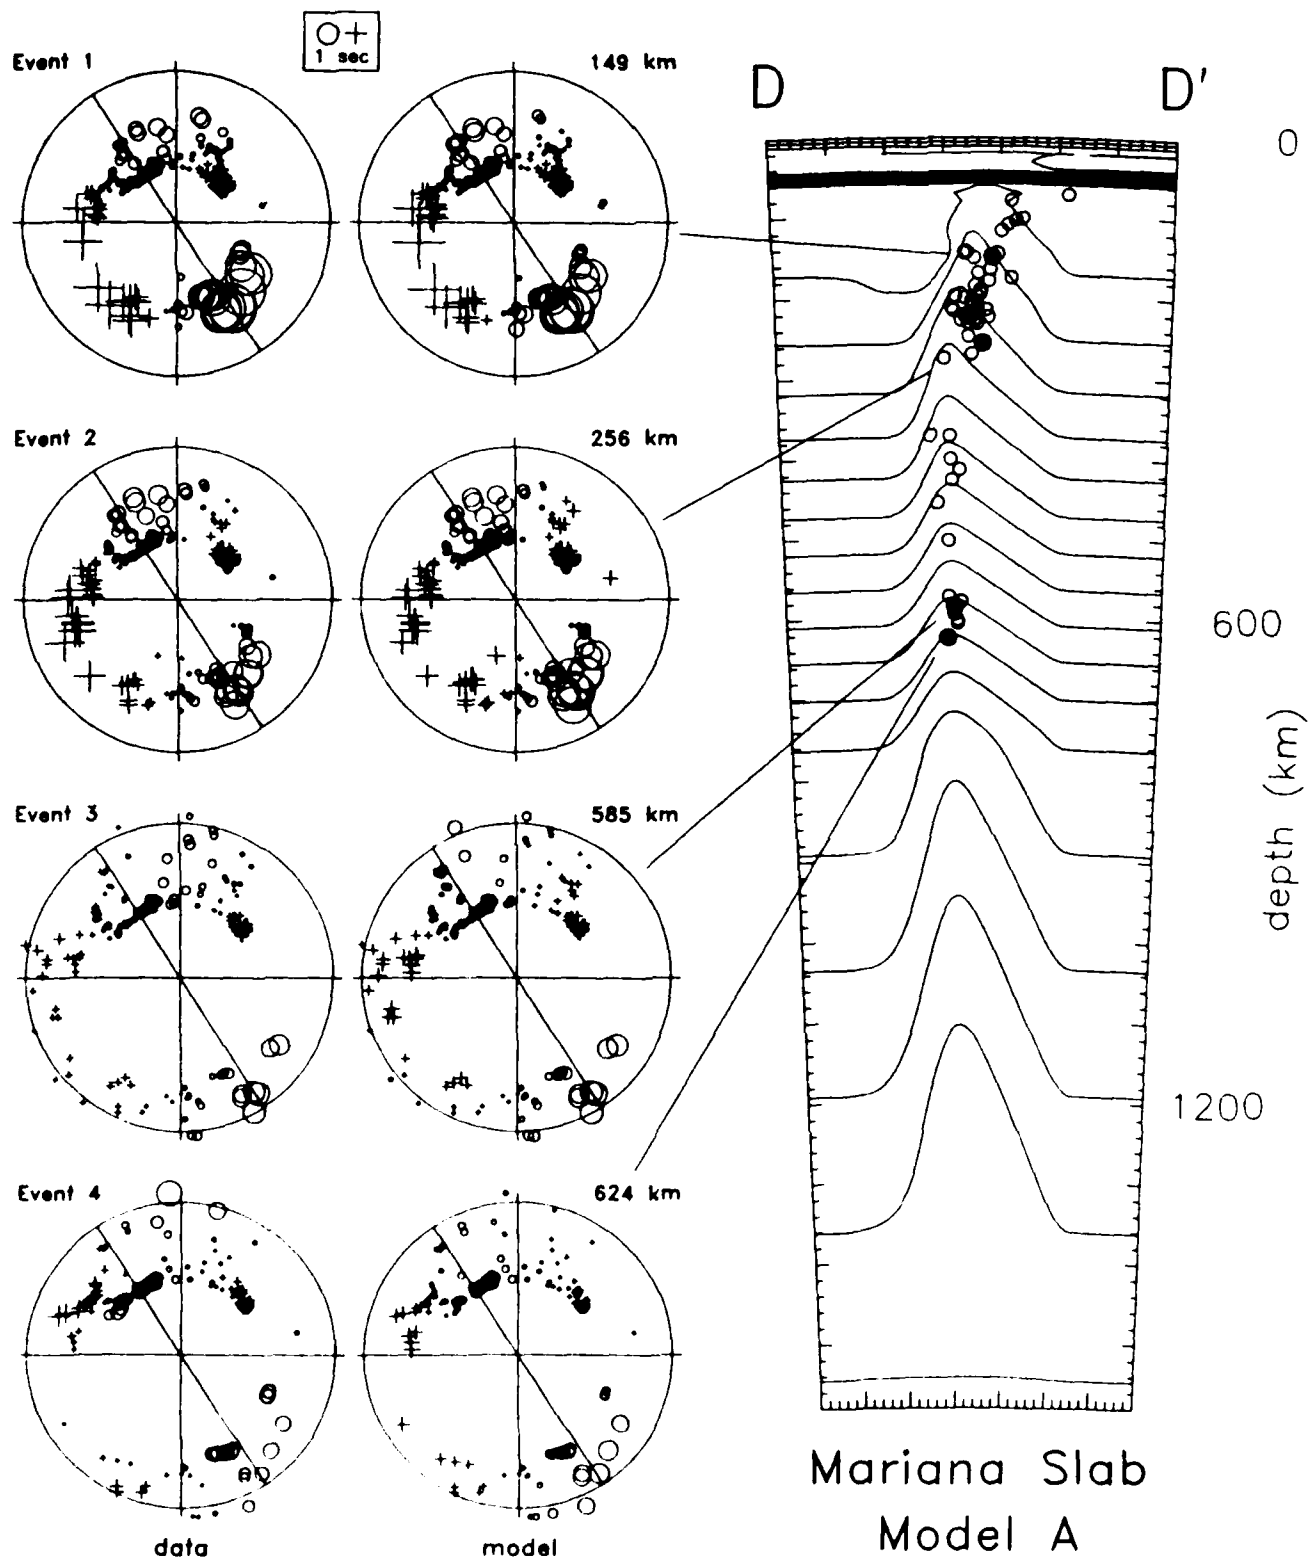 Event 1
1 sec
149 km
D
D'
0
Event 2
256 km
600
depth (km)
Event 3
585 km
1200
Event 4
624 km
data
model
Mariana Slab
Model A